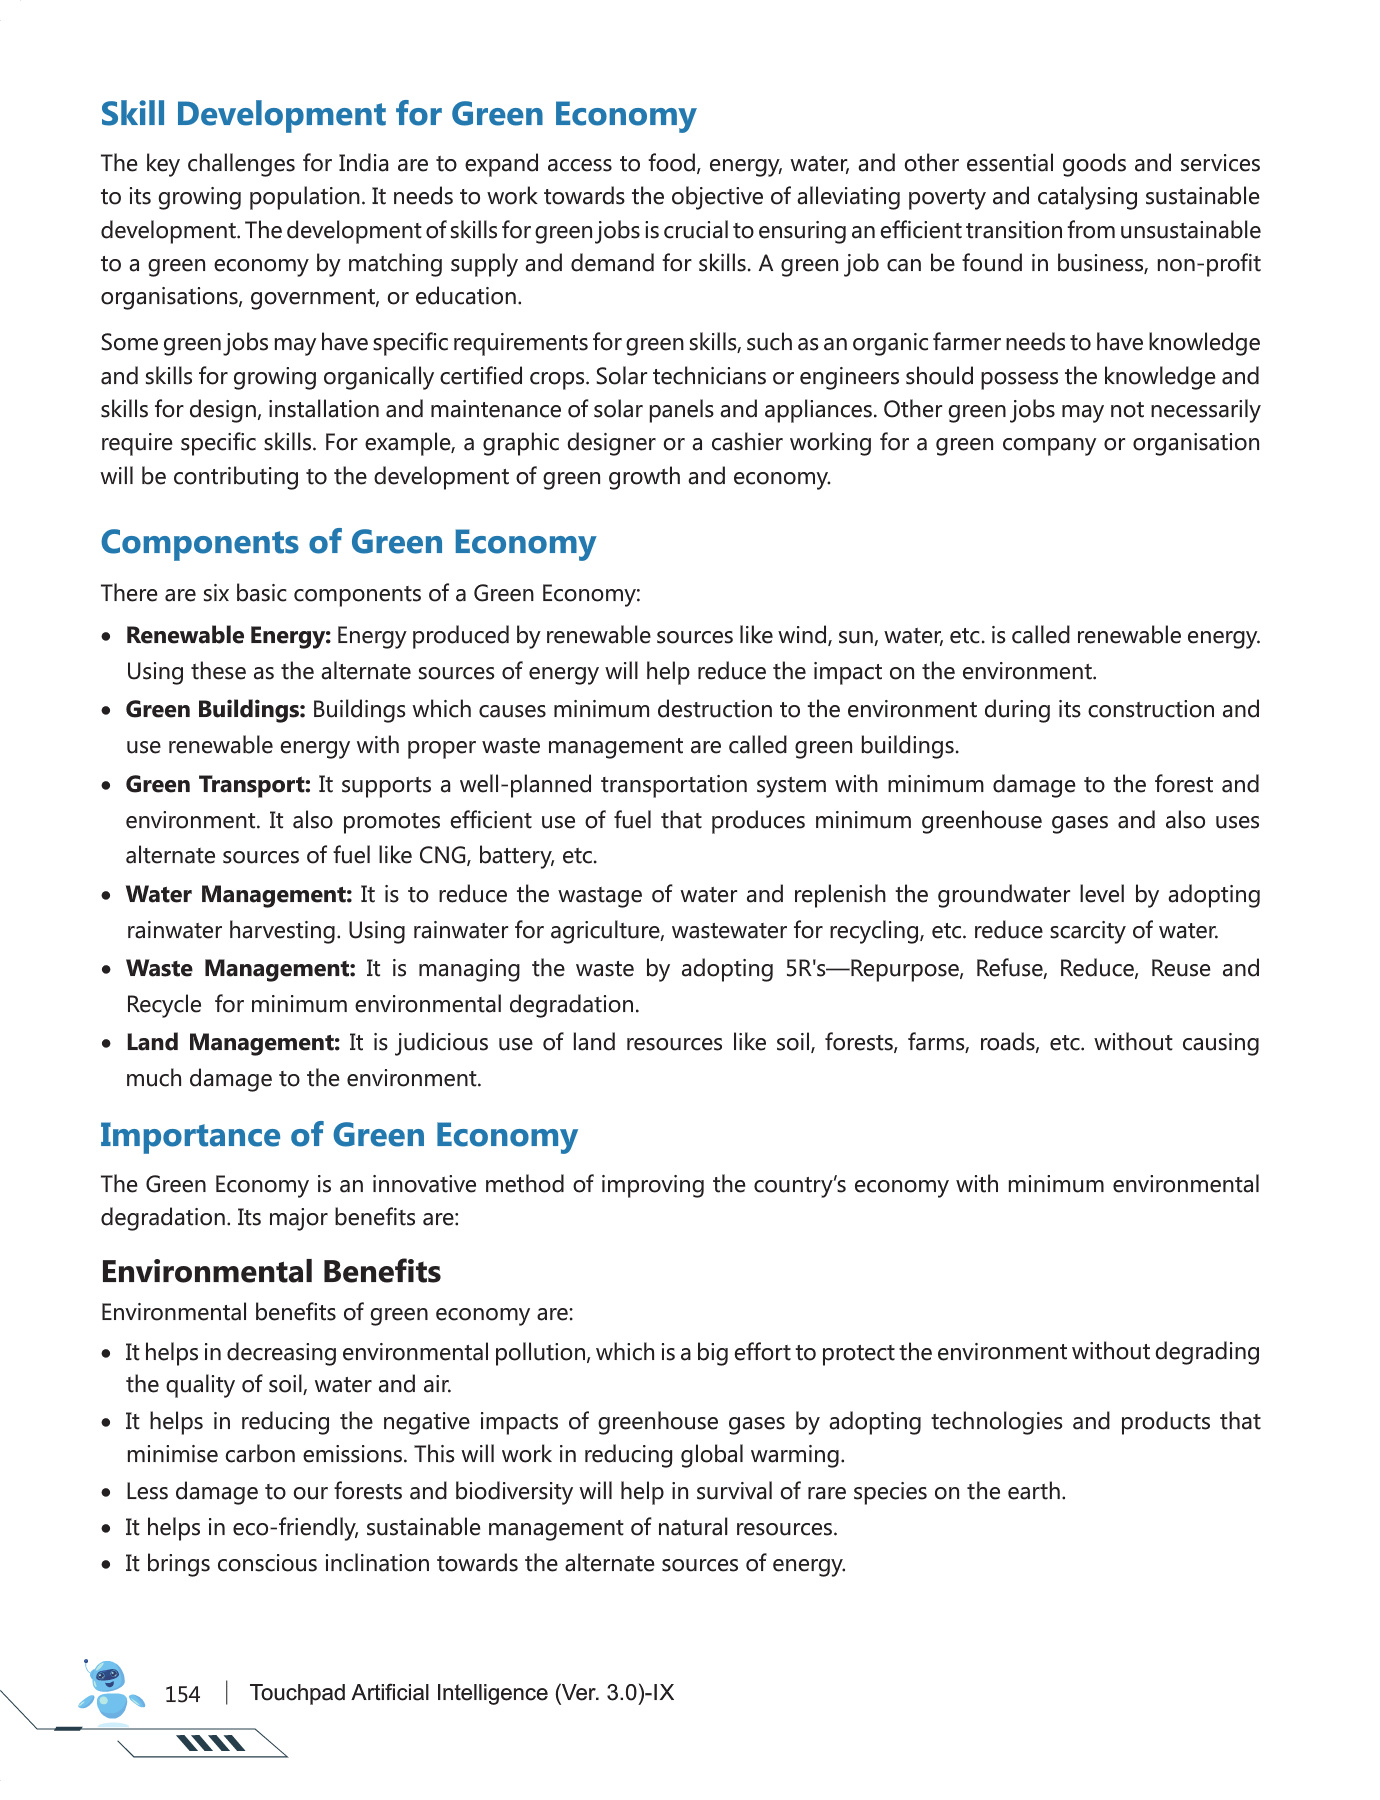 Skill Development for Green Economy
The key challenges for India are to expand access to food, energy, water, and other essential goods and services
to its growing population. It needs to work towards the objective of alleviating poverty and catalysing sustainable
development. The development of skills for green jobs is crucial to ensuring an efficient transition from unsustainable
to a green economy by matching supply and demand for skills. A green job can be found in business, non-profit
organisations, government, or education.
Some green jobs may have specific requirements for green skills, such as an organic farmer needs to have knowledge
and skills for growing organically certified crops. Solar technicians or engineers should possess the knowledge and
skills for design, installation and maintenance of solar panels and appliances. Other green jobs may not necessarily
require specific skills. For example, a graphic designer or a cashier working for a green company or organisation
will be contributing to the development of green growth and economy.
Components of Green Economy
There are six basic components of a Green Economy:
• Renewable Energy: Energy produced by renewable sources like wind, sun, water, etc. is called renewable energy.
Using these as the alternate sources of energy will help reduce the impact on the environment.
• Green Buildings: Buildings which causes minimum destruction to the environment during its construction and
use renewable energy with proper waste management are called green buildings.
• Green Transport: It supports a well-planned transportation system with minimum damage to the forest and
environment. It also promotes efficient use of fuel that produces minimum greenhouse gases and also uses
alternate sources of fuel like CNG, battery, etc.
• Water Management: It is to reduce the wastage of water and replenish the groundwater level by adopting
rainwater harvesting. Using rainwater for agriculture, wastewater for recycling, etc. reduce scarcity of water.
• Waste Management: It is managing the waste by adopting 5R's—Repurpose, Refuse, Reduce, Reuse and
Recycle for minimum environmental degradation.
• Land Management: It is judicious use of land resources like soil, forests, farms, roads, etc. without causing
much damage to the environment.
Importance of Green Economy
The Green Economy is an innovative method of improving the country’s economy with minimum environmental
degradation. Its major benefits are:
Environmental Benefits
Environmental benefits of green economy are:
• It helps in decreasing environmental pollution, which is a big effort to protect the environment without degrading
the quality of soil, water and air.
• It helps in reducing the negative impacts of greenhouse gases by adopting technologies and products that
minimise carbon emissions. This will work in reducing global warming.
• Less damage to our forests and biodiversity will help in survival of rare species on the earth.
• It helps in eco-friendly, sustainable management of natural resources.
• It brings conscious inclination towards the alternate sources of energy.
154 | Touchpad Artificial Intelligence (Ver. 3.0)-IX